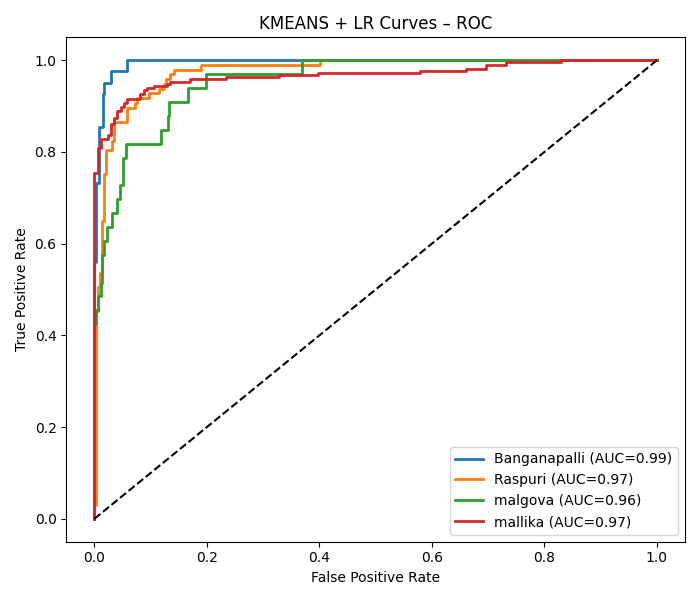 KMEANS + LR Curves – ROC
True Positive Rate
1.0
0.8
0.6
0.4
0.2
0.0
Banganapalli (AUC=0.99)
Raspuri (AUC=0.97)
malgova (AUC=0.96)
mallika (AUC=0.97)
0.0 0.2 0.4 0.6 0.8 1.0
False Positive Rate